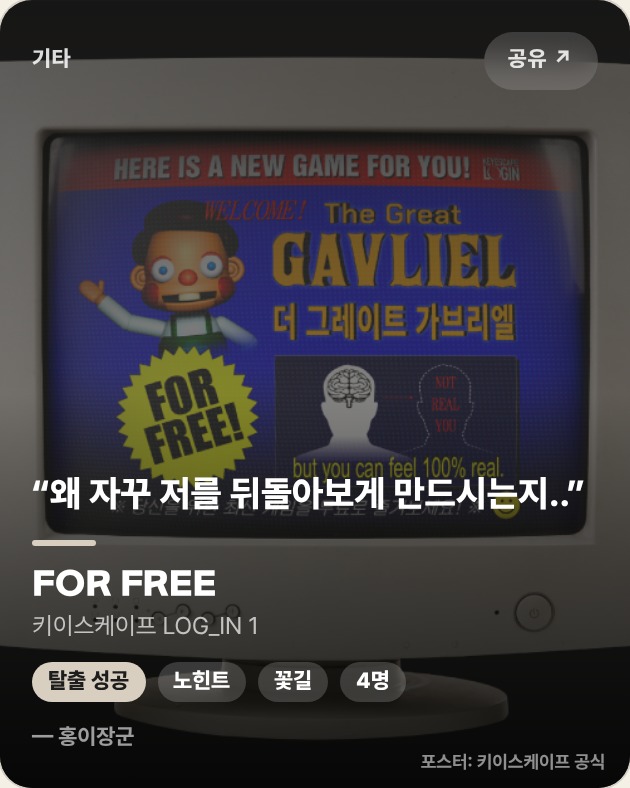 기타
공유 ↗
HERE IS A NEW GAME FOR YOU!
KEYESCAPE
LOGIN
WELCOME!
The Great
GAVLIEL
더 그레이트 가브리엘
FOR
FREE!
NOT
REAL
YOU
but you can feel 100% real.
“왜 자꾸 저를 뒤돌아보게 만드시는지..”
FOR FREE
키이스케이프 LOG_IN 1
탈출 성공
노힌트
꽃길
4명
— 홍이장군
포스터: 키이스케이프 공식